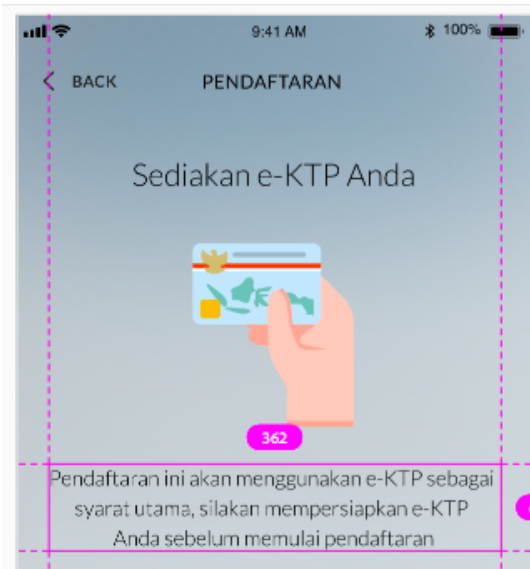 9:41 AM
100%
BACK
PENDAFTARAN
Sediakan e-KTP Anda
362
Pendaftaran ini akan menggunakan e-KTP sebagai
syarat utama, silakan mempersiapkan e-KTP
Anda sebelum memulai pendaftaran